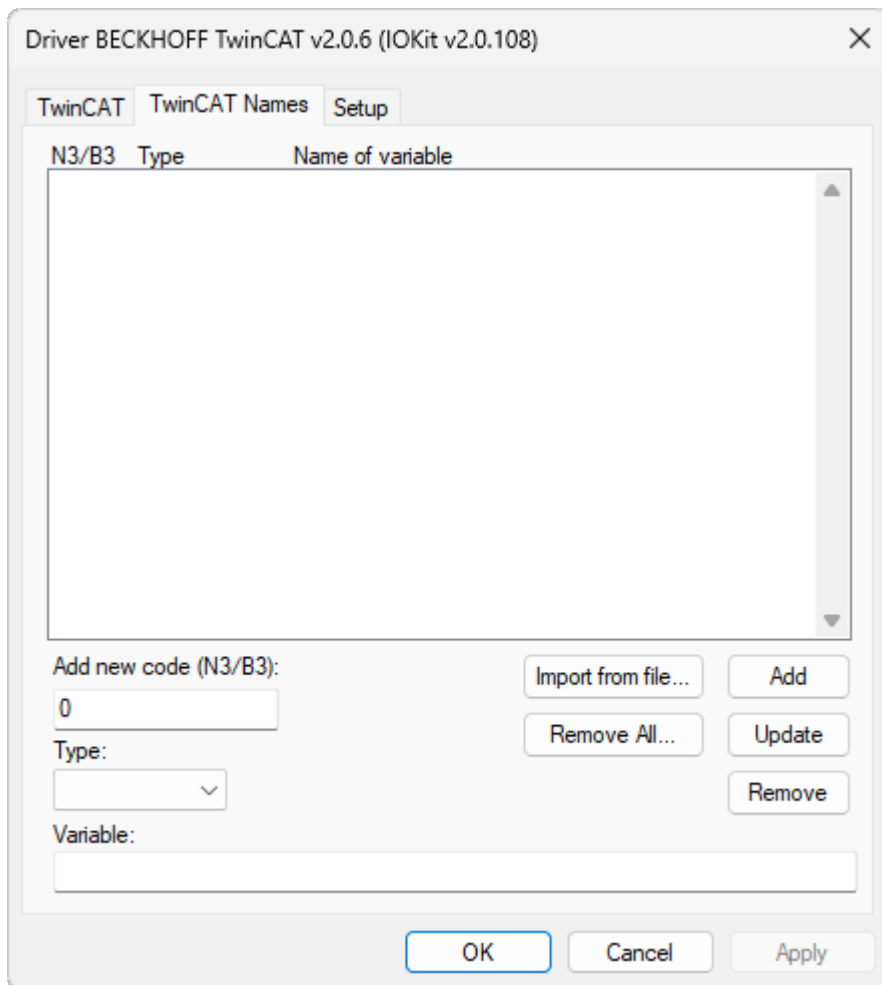 Driver BECKHOFF TwinCAT v2.0.6 (IOKit v2.0.108)
TwinCAT TwinCAT Names Setup
N3/B3 Type Name of variable
Add new code (N3/B3):
Import from file... Add
0
Remove All... Update
Type:
Remove
Variable:
OK Cancel Apply